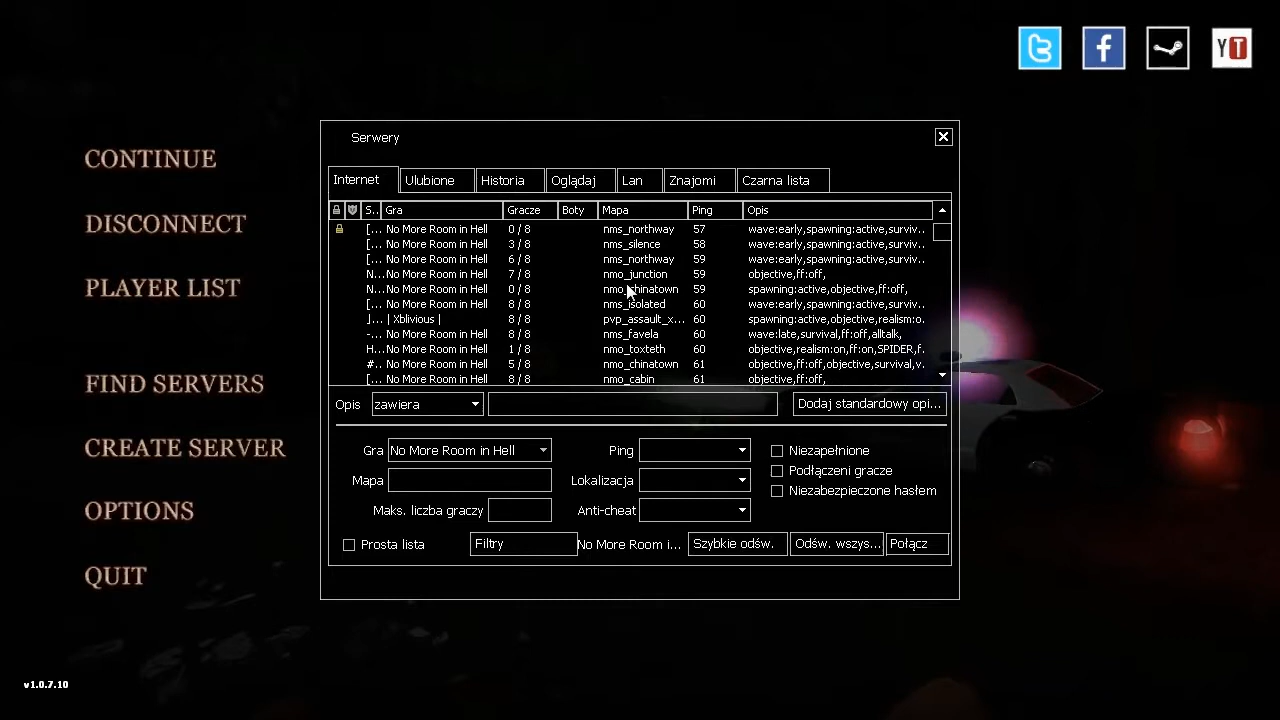 YT
CONTINUE
DISCONNECT
PLAYER LIST
FIND SERVERS
CREATE SERVER
OPTIONS
QUIT
v1.0.7.10
Serwery
Internet Ulubione Historia Oglądaj Lan Znajomi Czarna lista
S.. Gra Gracze Boty Mapa Ping Opis
[... No More Room in Hell 0 / 8 nms_northway 57 wave:early,spawning:active,surviv..
[... No More Room in Hell 3 / 8 nms_silence 58 wave:early,spawning:active,surviv..
[... No More Room in Hell 6 / 8 nms_northway 59 wave:early,spawning:active,surviv..
N... No More Room in Hell 7 / 8 nmo_junction 59 objective,ff:off,
N... No More Room in Hell 0 / 8 nmo_chinatown 59 spawning:active,objective,ff:off,
[... No More Room in Hell 8 / 8 nms_isolated 60 wave:early,spawning:active,surviv..
]... | Xblivious | 8 / 8 pvp_assault_x... 60 spawning:active,objective,realism:o.
-... No More Room in Hell 8 / 8 nms_favela 60 wave:late,survival,ff:off,alltalk,
H... No More Room in Hell 1 / 8 nmo_toxteth 60 objective,realism:on,ff:on,SPIDER,f.
#.. No More Room in Hell 5 / 8 nmo_chinatown 61 objective,ff:off,objective,survival,v.
[... No More Room in Hell 8 / 8 nmo_cabin 61 objective,ff:off,
Opis zawiera Dodaj standardowy opi...
Gra No More Room in Hell Ping Niezapełnione
Podłączeni gracze
Mapa Lokalizacja
Niezabezpieczone hasłem
Maks. liczba graczy Anti-cheat
Prosta lista Filtry No More Room i... Szybkie odśw. Odśw. wszys... Połącz